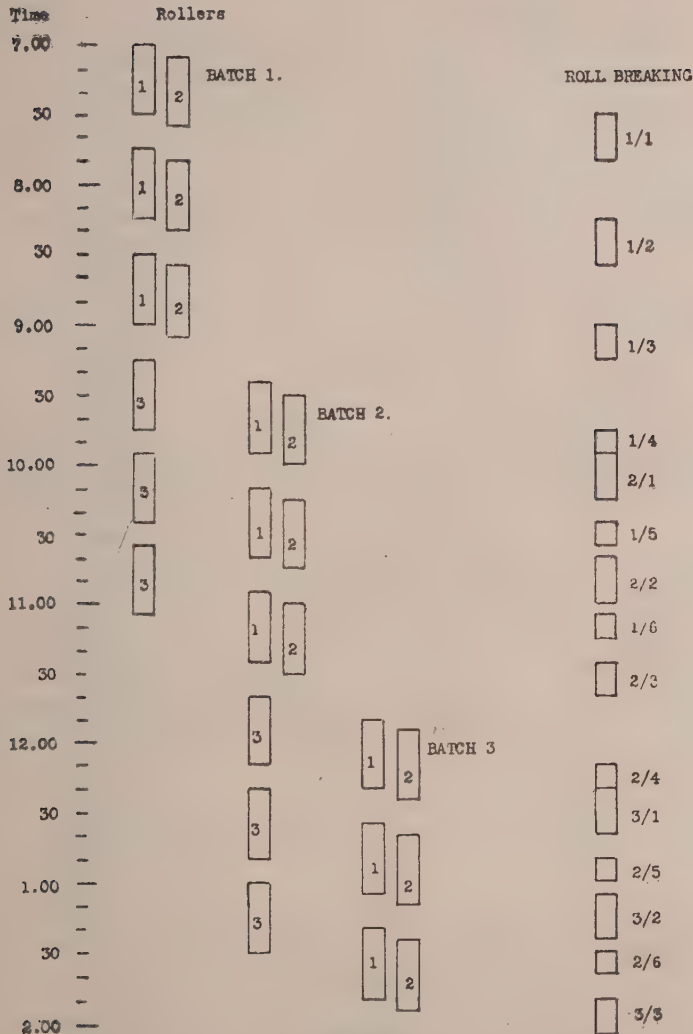 Time Rollers
7.00
1 2 BATCH 1. ROLL BREAKING
30 1/1
8.00 1 2
30 1/2
1 2
9.00 1/3
30 3 1 2 BATCH 2.
1/4
10.00 3 2/1
30 1 2 1/5
3 2/2
11.00 1 2 1/6
30 2/3
12.00 3 1 2 BATCH 3
2/4
30 3 3/1
1.00 1 2 2/5
3 3/2
30 1 2 2/6
2.00 3/3